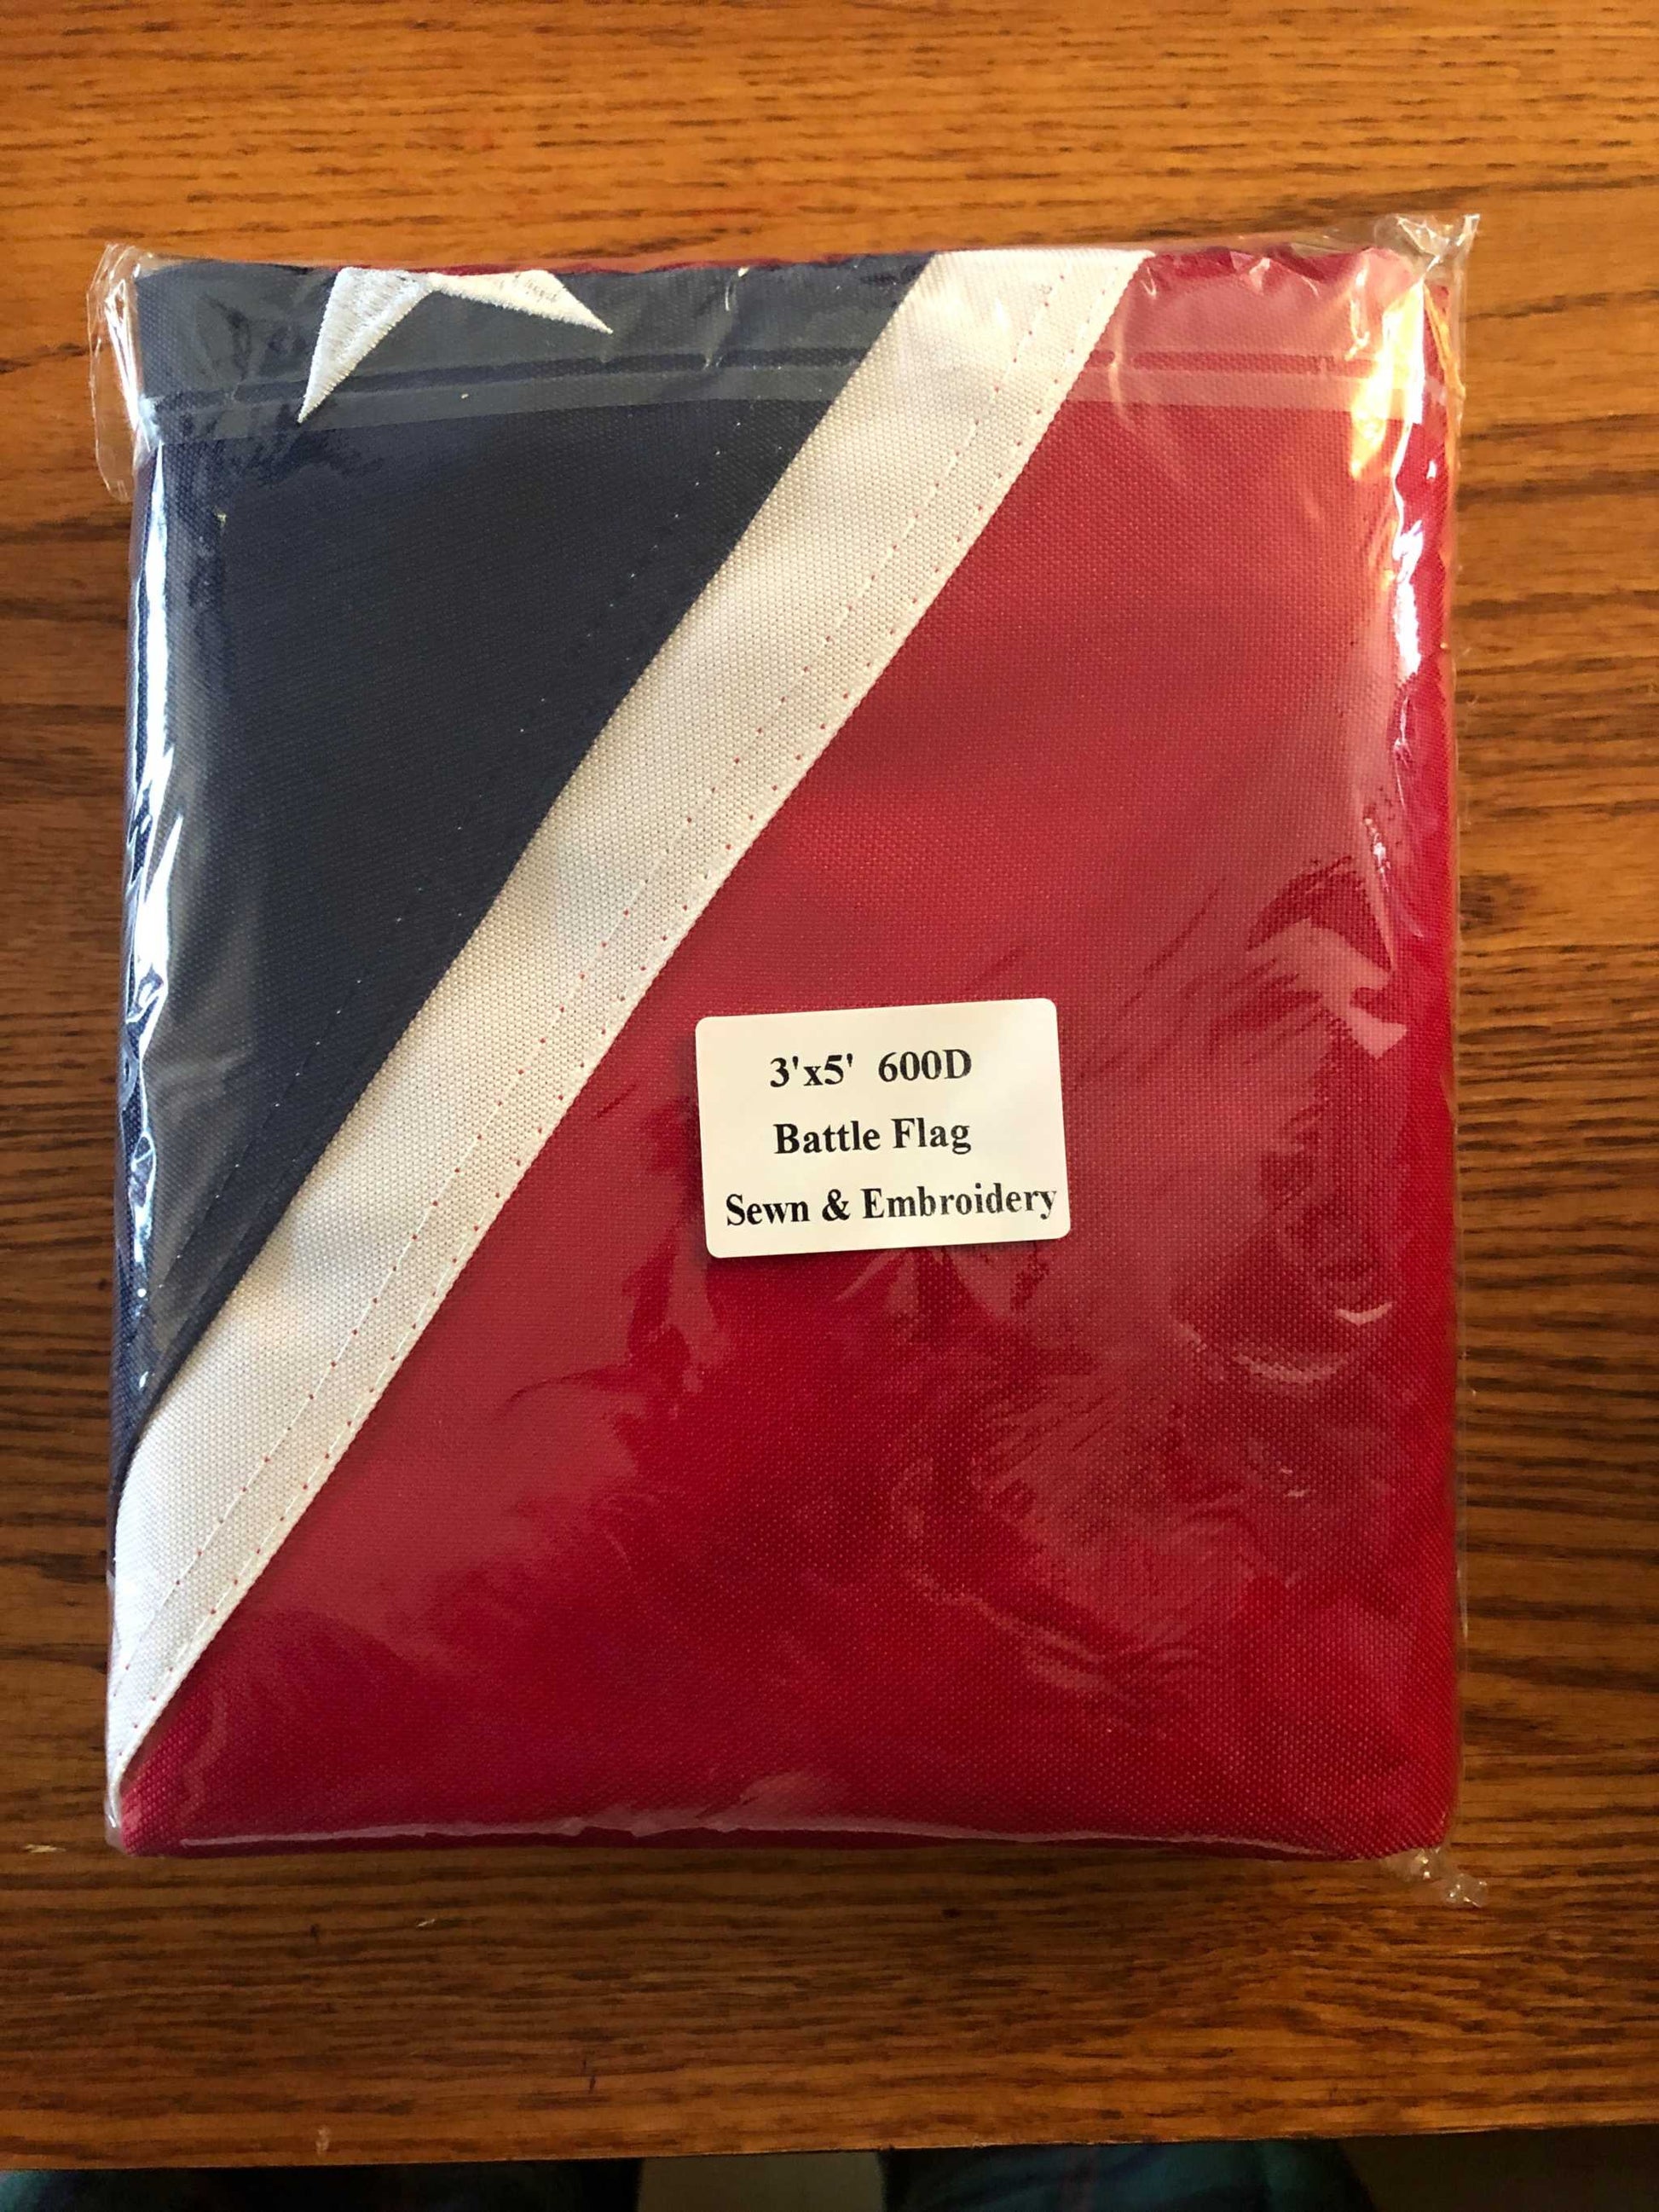 3'x5' 600D
Battle Flag
Sewn & Embroidery